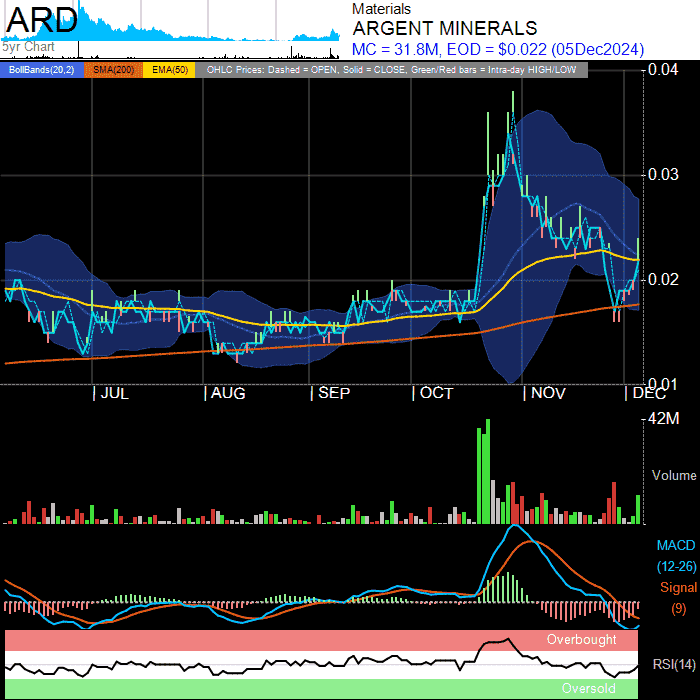 ARD
5yr Chart
Materials
ARGENT MINERALS
MC = 31.8M, EOD = $0.022 (05Dec2024)
BollBands(20,2) SMA(200) EMA(50) OHLC Prices: Dashed = OPEN, Solid = CLOSE, Green/Red bars = Intra-day HIGH/LOW
0.04
0.03
0.02
0.01
| JUL | AUG | SEP | OCT | NOV | DEC
42M
Volume
MACD
(12-26)
Signal
(9)
Overbought
RSI(14)
Oversold